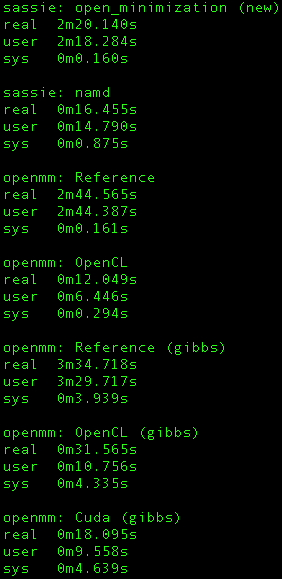 sassie: open_minimization (new)
real 2m20.140s
user 2m18.284s
sys 0m0.160s
sassie: namd
real 0m16.455s
user 0m14.790s
sys 0m0.875s
openmm: Reference
real 2m44.565s
user 2m44.387s
sys 0m0.161s
openmm: OpenCL
real 0m12.049s
user 0m6.446s
sys 0m0.294s
openmm: Reference (gibbs)
real 3m34.718s
user 3m29.717s
sys 0m3.939s
openmm: OpenCL (gibbs)
real 0m31.565s
user 0m10.756s
sys 0m4.335s
openmm: Cuda (gibbs)
real 0m18.095s
user 0m9.558s
sys 0m4.639s